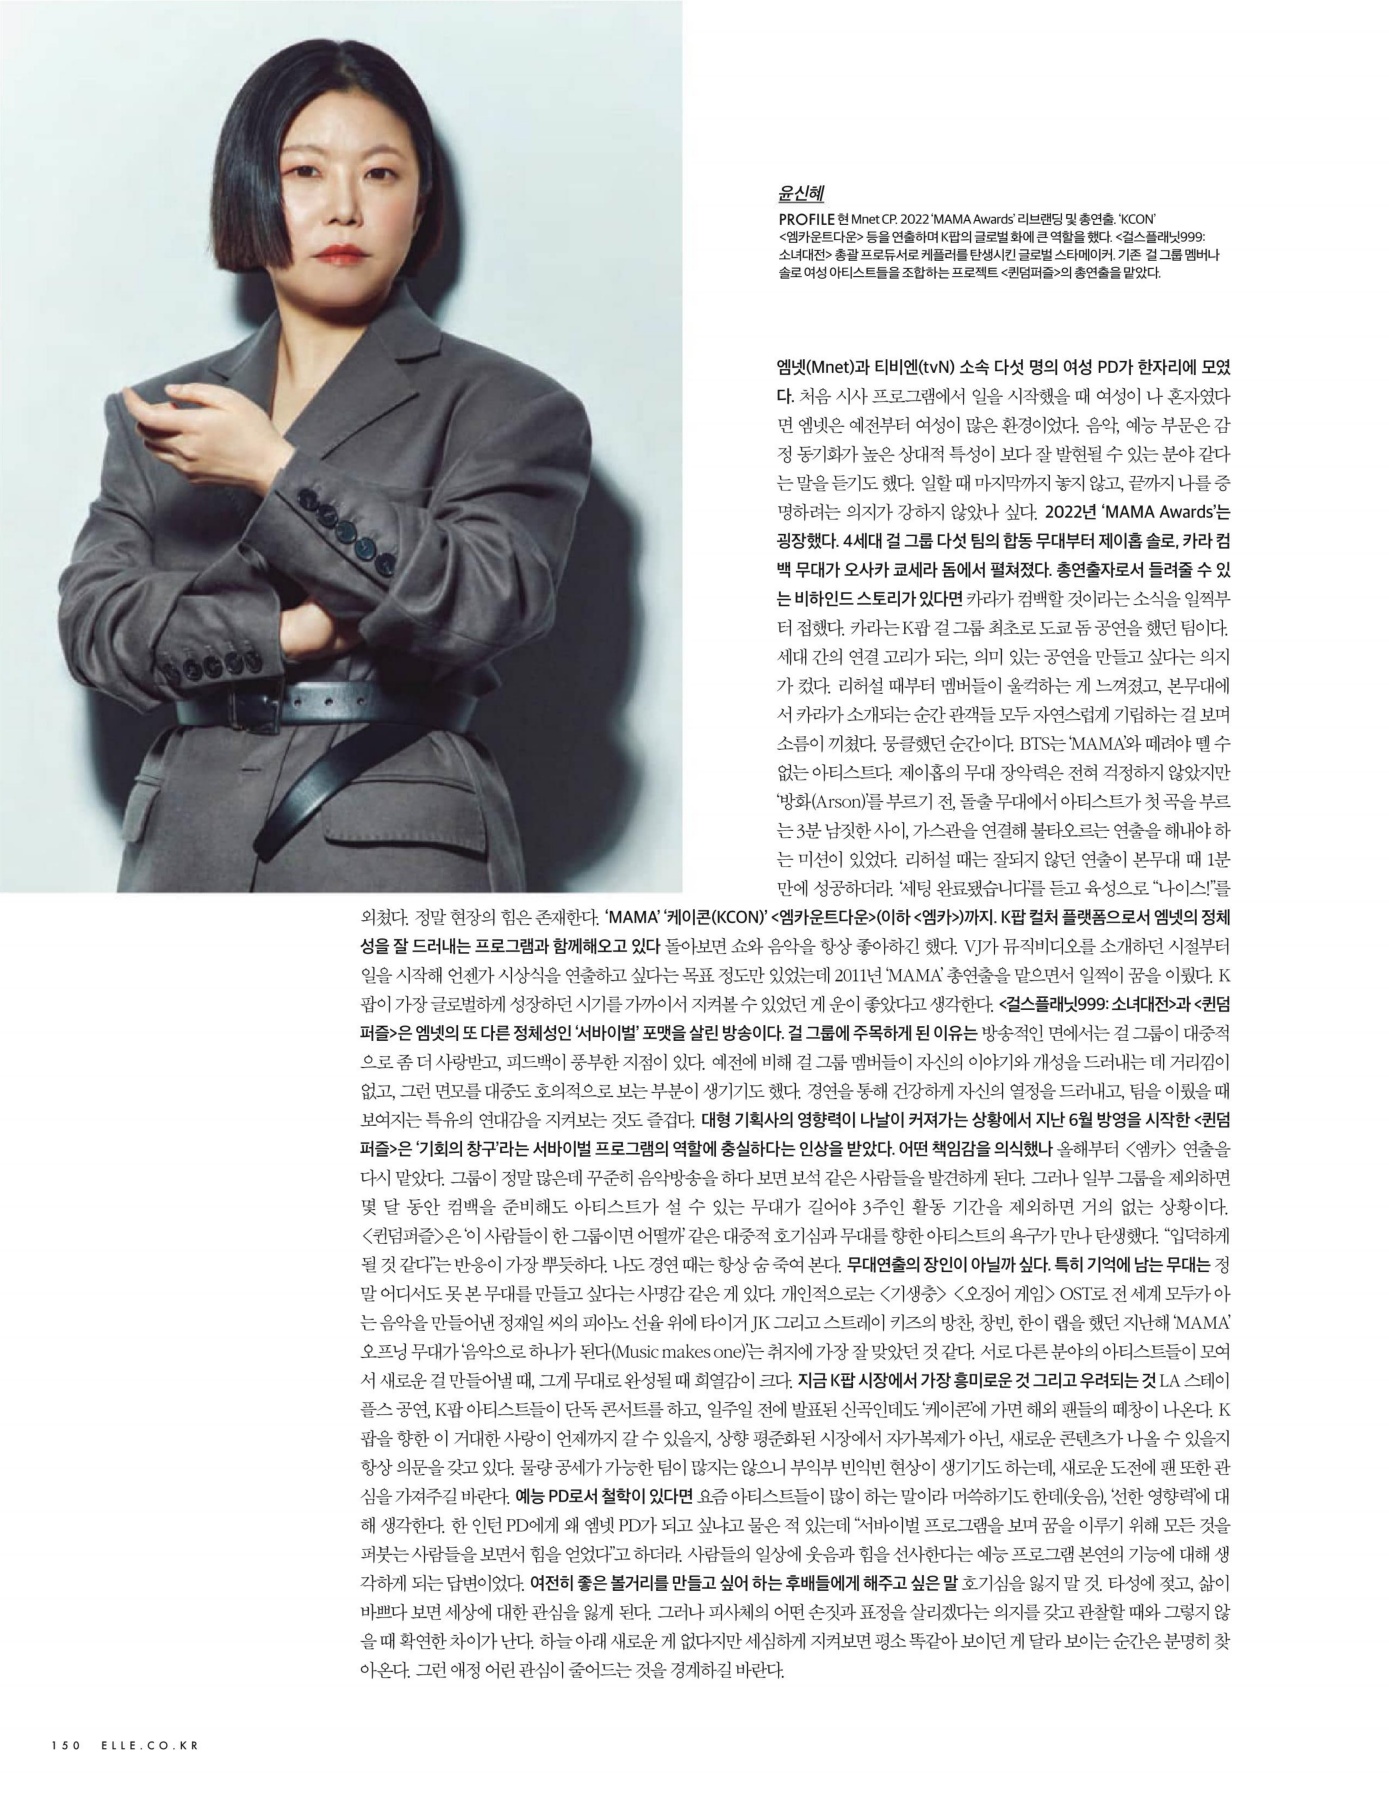 윤신혜
PROFILE 현 Mnet CP. 2022 ‘MAMA Awards’ 리브랜딩 및 총연출. ‘KCON’
<엠카운트다운> 등을 연출하며 K팝의 글로벌 화에 큰 역할을 했다. <걸스플래닛999:
소녀대전> 총괄 프로듀서로 케플러를 탄생시킨 글로벌 스타메이커. 기존 걸 그룹 멤버나
솔로 여성 아티스트들을 조합하는 프로젝트 <퀸덤퍼즐>의 총연출을 맡았다.
엠넷(Mnet)과 티비엔(tvN) 소속 다섯 명의 여성 PD가 한자리에 모였
다. 처음 시사 프로그램에서 일을 시작했을 때 여성이 나 혼자였다
면 엠넷은 예전부터 여성이 많은 환경이었다. 음악, 예능 부문은 감
정 동기화가 높은 상대적 특성이 보다 잘 발현될 수 있는 분야 같다
는 말을 듣기도 했다. 일할 때 마지막까지 놓지 않고, 끝까지 나를 증
명하려는 의지가 강하지 않았나 싶다. 2022년 ‘MAMA Awards’는
굉장했다. 4세대 걸 그룹 다섯 팀의 합동 무대부터 제이홉 솔로, 카라 컴
백 무대가 오사카 쿄세라 돔에서 펼쳐졌다. 총연출자로서 들려줄 수 있
는 비하인드 스토리가 있다면 카라가 컴백할 것이라는 소식을 일찍부
터 접했다. 카라는 K팝 걸 그룹 최초로 도쿄 돔 공연을 했던 팀이다.
세대 간의 연결 고리가 되는, 의미 있는 공연을 만들고 싶다는 의지
가 컸다. 리허설 때부터 멤버들이 울컥하는 게 느껴졌고, 본무대에
서 카라가 소개되는 순간 관객들 모두 자연스럽게 기립하는 걸 보며
소름이 끼쳤다. 뭉클했던 순간이다. BTS는 ‘MAMA’와 떼려야 뗄 수
없는 아티스트다. 제이홉의 무대 장악력은 전혀 걱정하지 않았지만
‘방화(Arson)’를 부르기 전, 돌출 무대에서 아티스트가 첫 곡을 부르
는 3분 남짓한 사이, 가스관을 연결해 불타오르는 연출을 해내야 하
는 미션이 있었다. 리허설 때는 잘되지 않던 연출이 본무대 때 1분
만에 성공하더라. ‘세팅 완료됐습니다’를 듣고 육성으로 “나이스!”를
외쳤다. 정말 현장의 힘은 존재한다. ‘MAMA’ ‘케이콘(KCON)’ <엠카운트다운>(이하 <엠카>)까지. K팝 컬처 플랫폼으로서 엠넷의 정체
성을 잘 드러내는 프로그램과 함께해오고 있다 돌아보면 쇼와 음악을 항상 좋아하긴 했다. VJ가 뮤직비디오를 소개하던 시절부터
일을 시작해 언젠가 시상식을 연출하고 싶다는 목표 정도만 있었는데 2011년 ‘MAMA’ 총연출을 맡으면서 일찍이 꿈을 이뤘다. K
팝이 가장 글로벌하게 성장하던 시기를 가까이서 지켜볼 수 있었던 게 운이 좋았다고 생각한다. <걸스플래닛999: 소녀대전>과 <퀸덤
퍼즐>은 엠넷의 또 다른 정체성인 ‘서바이벌’ 포맷을 살린 방송이다. 걸 그룹에 주목하게 된 이유는 방송적인 면에서는 걸 그룹이 대중적
으로 좀 더 사랑받고, 피드백이 풍부한 지점이 있다. 예전에 비해 걸 그룹 멤버들이 자신의 이야기와 개성을 드러내는 데 거리낌이
없고, 그런 면모를 대중도 호의적으로 보는 부분이 생기기도 했다. 경연을 통해 건강하게 자신의 열정을 드러내고, 팀을 이뤘을 때
보여지는 특유의 연대감을 지켜보는 것도 즐겁다. 대형 기획사의 영향력이 나날이 커져가는 상황에서 지난 6월 방영을 시작한 <퀸덤
퍼즐>은 ‘기회의 창구’라는 서바이벌 프로그램의 역할에 충실하다는 인상을 받았다. 어떤 책임감을 의식했나 올해부터 <엠카> 연출을
다시 맡았다. 그룹이 정말 많은데 꾸준히 음악방송을 하다 보면 보석 같은 사람들을 발견하게 된다. 그러나 일부 그룹을 제외하면
몇 달 동안 컴백을 준비해도 아티스트가 설 수 있는 무대가 길어야 3주인 활동 기간을 제외하면 거의 없는 상황이다.
<퀸덤퍼즐>은 ‘이 사람들이 한 그룹이면 어떨까’ 같은 대중적 호기심과 무대를 향한 아티스트의 욕구가 만나 탄생했다. “입덕하게
될 것 같다”는 반응이 가장 뿌듯하다. 나도 경연 때는 항상 숨 죽여 본다. 무대연출의 장인이 아닐까 싶다. 특히 기억에 남는 무대는 정
말 어디서도 못 본 무대를 만들고 싶다는 사명감 같은 게 있다. 개인적으로는 <기생충> <오징어 게임> OST로 전 세계 모두가 아
는 음악을 만들어낸 정재일 씨의 피아노 선율 위에 타이거 JK 그리고 스트레이 키즈의 방찬, 창빈, 한이 랩을 했던 지난해 ‘MAMA’
오프닝 무대가 ‘음악으로 하나가 된다(Music makes one)’는 취지에 가장 잘 맞았던 것 같다. 서로 다른 분야의 아티스트들이 모여
서 새로운 걸 만들어낼 때, 그게 무대로 완성될 때 희열감이 크다. 지금 K팝 시장에서 가장 흥미로운 것 그리고 우려되는 것 LA 스테이
플스 공연, K팝 아티스트들이 단독 콘서트를 하고, 일주일 전에 발표된 신곡인데도 ‘케이콘’에 가면 해외 팬들의 떼창이 나온다. K
팝을 향한 이 거대한 사랑이 언제까지 갈 수 있을지, 상향 평준화된 시장에서 자가복제가 아닌, 새로운 콘텐츠가 나올 수 있을지
항상 의문을 갖고 있다. 물량 공세가 가능한 팀이 많지는 않으니 부익부 빈익빈 현상이 생기기도 하는데, 새로운 도전에 팬 또한 관
심을 가져주길 바란다. 예능 PD로서 철학이 있다면 요즘 아티스트들이 많이 하는 말이라 머쓱하기도 한데(웃음), ‘선한 영향력’에 대
해 생각한다. 한 인턴 PD에게 왜 엠넷 PD가 되고 싶냐고 물은 적 있는데 “서바이벌 프로그램을 보며 꿈을 이루기 위해 모든 것을
퍼붓는 사람들을 보면서 힘을 얻었다”고 하더라. 사람들의 일상에 웃음과 힘을 선사한다는 예능 프로그램 본연의 기능에 대해 생
각하게 되는 답변이었다. 여전히 좋은 볼거리를 만들고 싶어 하는 후배들에게 해주고 싶은 말 호기심을 잃지 말 것. 타성에 젖고, 삶이
바쁘다 보면 세상에 대한 관심을 잃게 된다. 그러나 피사체의 어떤 손짓과 표정을 살리겠다는 의지를 갖고 관찰할 때와 그렇지 않
을 때 확연한 차이가 난다. 하늘 아래 새로운 게 없다지만 세심하게 지켜보면 평소 똑같아 보이던 게 달라 보이는 순간은 분명히 찾
아온다. 그런 애정 어린 관심이 줄어드는 것을 경계하길 바란다.
150 ELLE.CO.KR